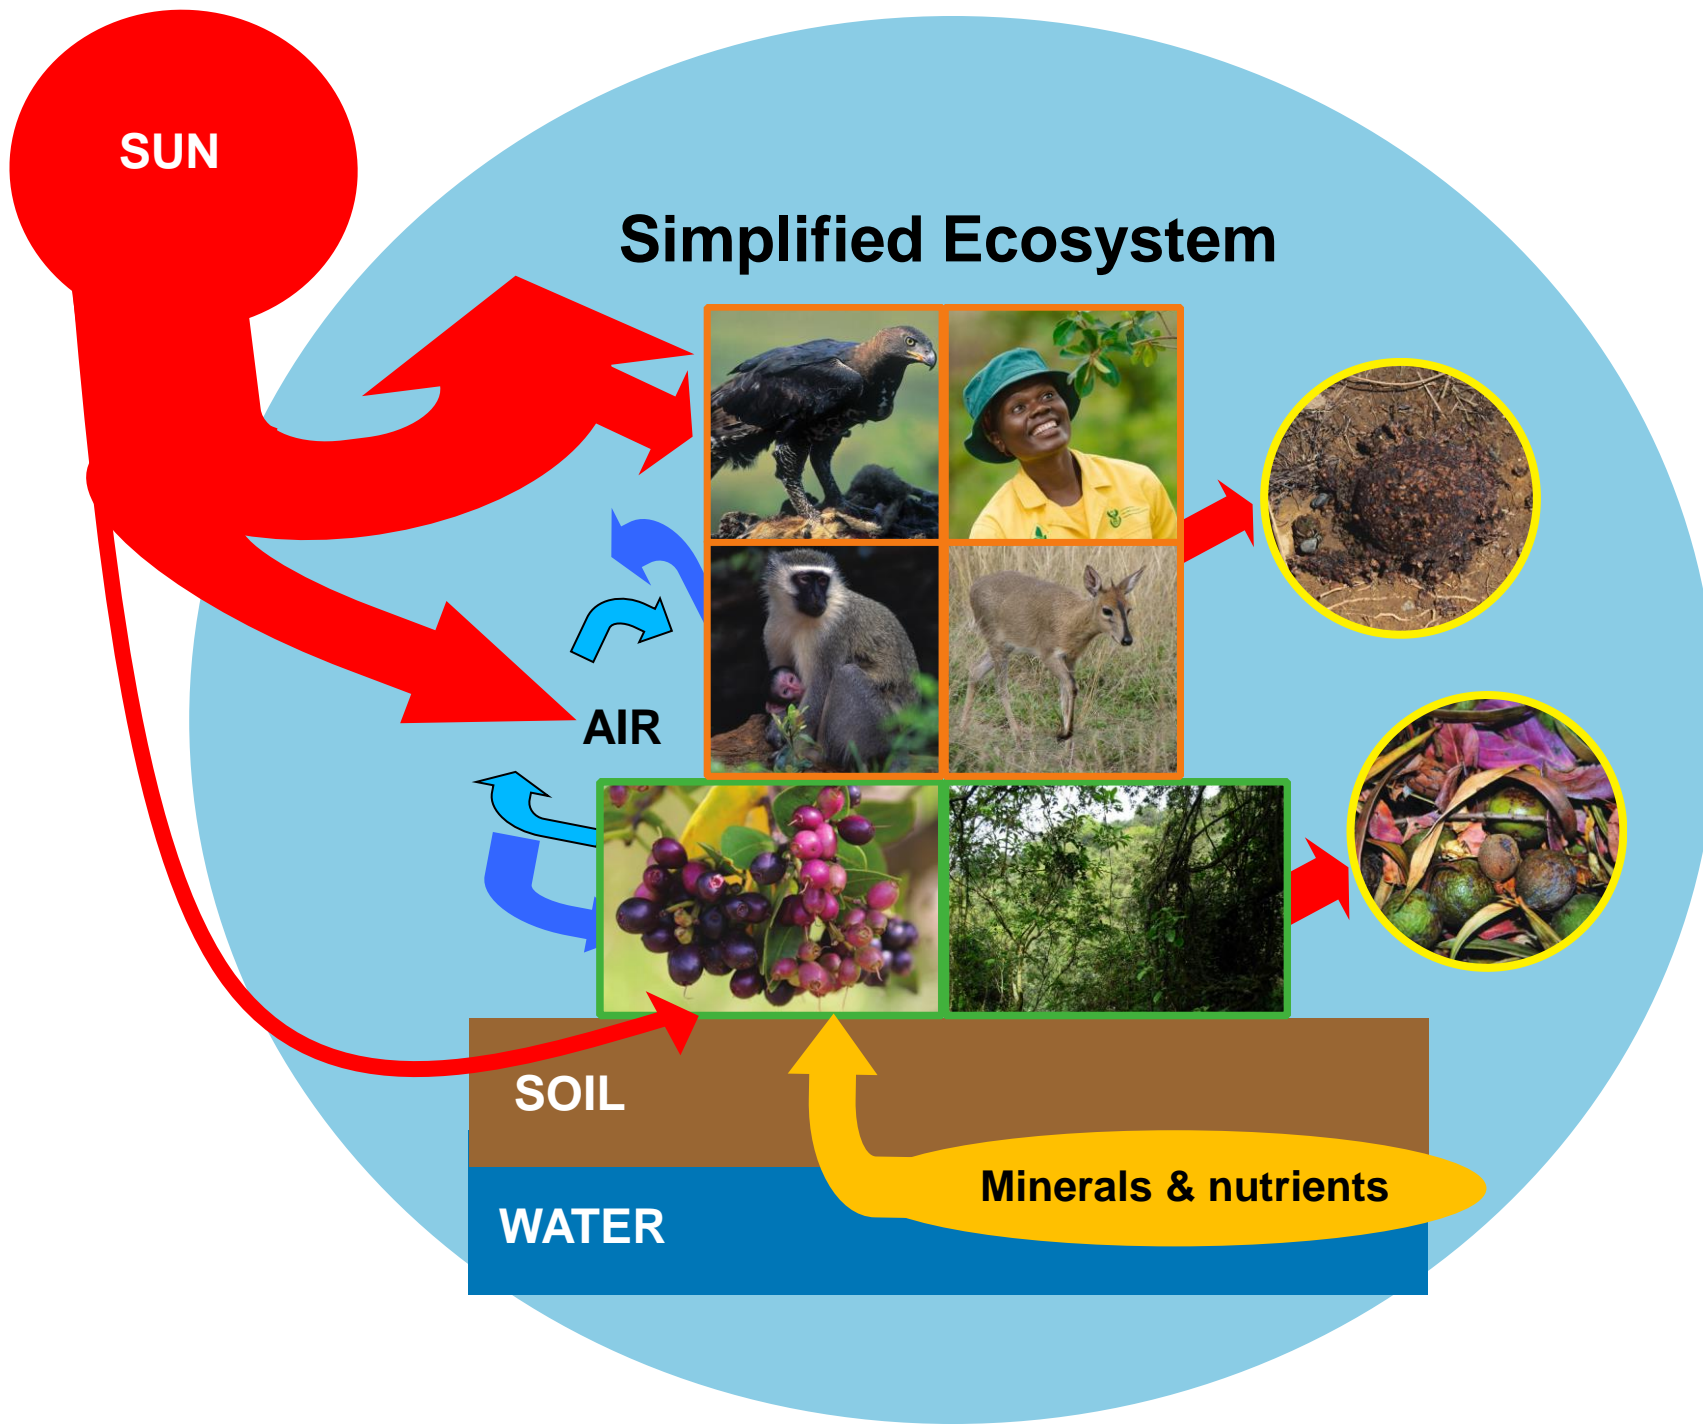 SUN
Simplified Ecosystem
AIR
SOIL
Minerals & nutrients
WATER